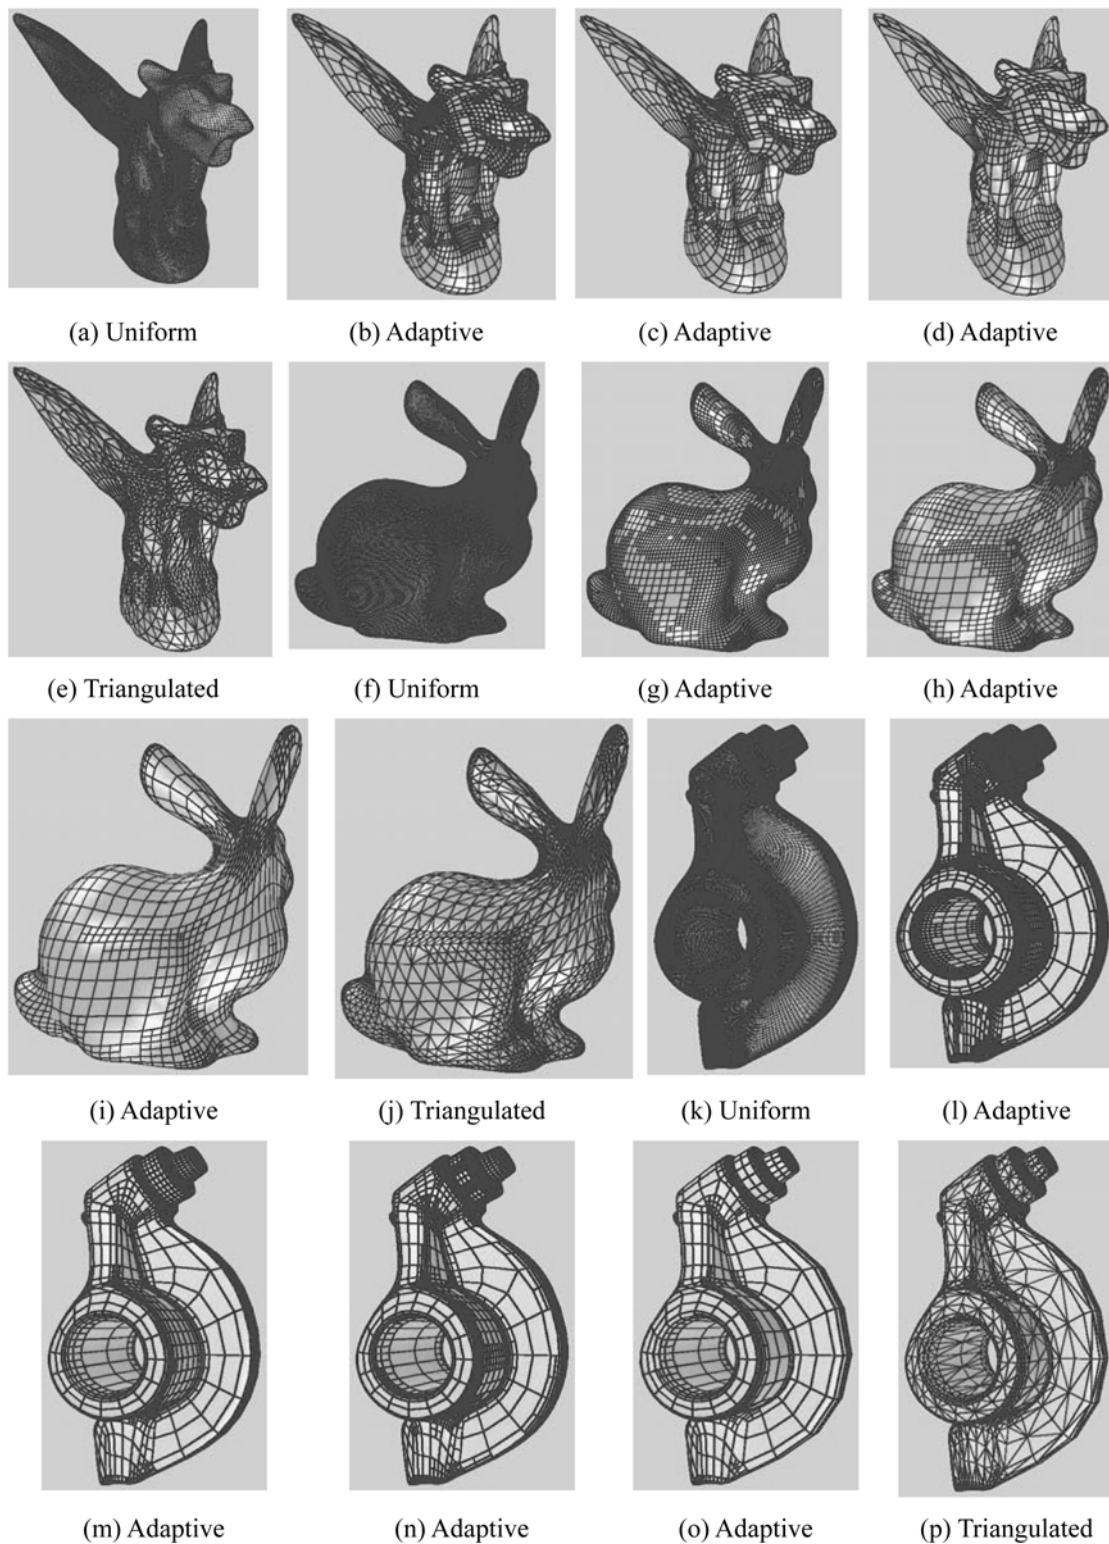 (a) Uniform
(b) Adaptive
(c) Adaptive
(d) Adaptive
(e) Triangulated
(f) Uniform
(g) Adaptive
(h) Adaptive
(i) Adaptive
(j) Triangulated
(k) Uniform
(l) Adaptive
(m) Adaptive
(n) Adaptive
(o) Adaptive
(p) Triangulated